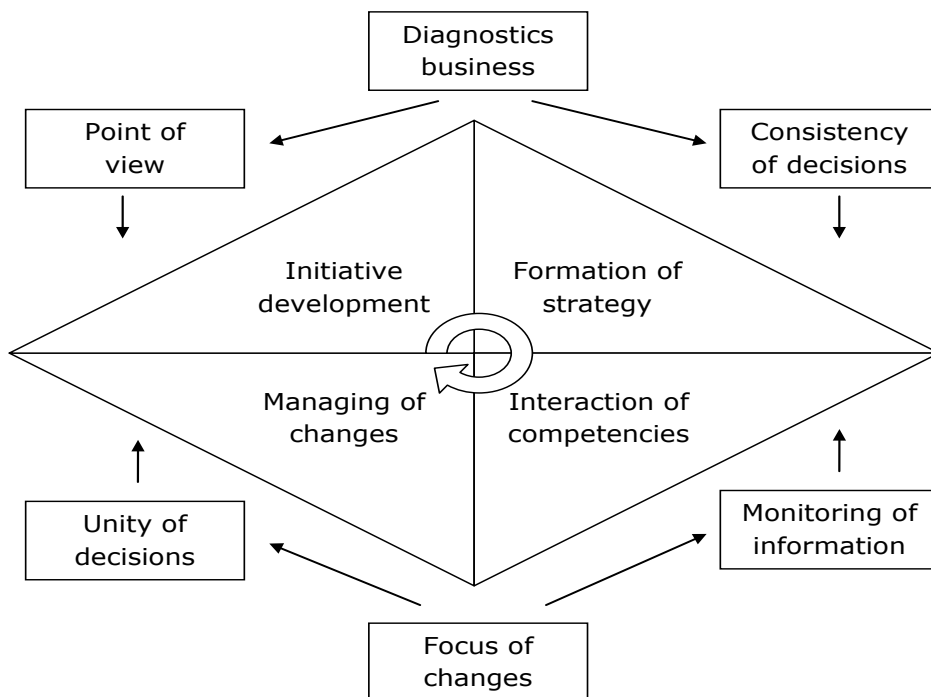 Diagnostics
business
Point of
view
Consistency
of decisions
Initiative
development
Formation of
strategy
Managing of
changes
Interaction of
competencies
Unity of
decisions
Monitoring of
information
Focus of
changes